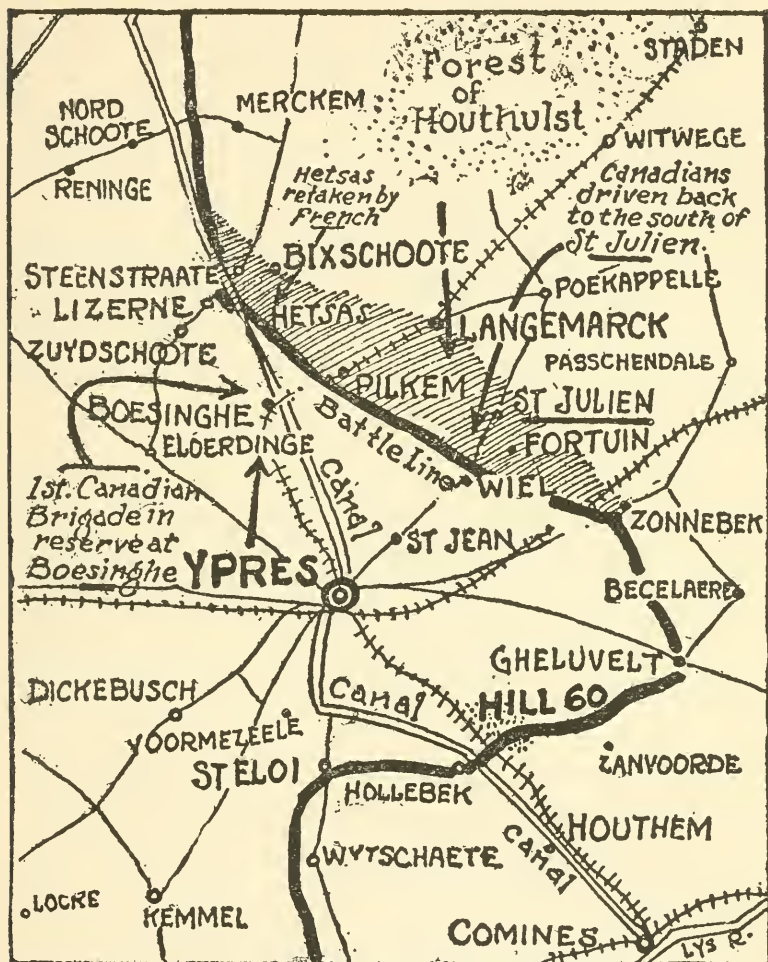 STADEN
Forest
of
Houthulst
NORD
SCHOOTE
MERCKEM
WITWEGE
RENINGE
Hetsas
retaken by
French
Canadians
driven back
to the south of
St Julien.
BIXSCHOOTE
STEENSTRAATE
POEKAPPELLE
LIZERNE
HETSAS
LANGEMARCK
ZUYDSCHOOTE
PASSCHENDALE
PILKEM
ST JULIEN
BOESINGHE
Battle line
FORTUIN
ELOERDINGE
Canal
WIEL
1st. Canadian
Brigade in
reserve at
Boesinghe
ZONNEBEK
ST JEAN
YPRES
BECELAERE
GHELUVELT
DICKEBUSCH
Canal
HILL 60
VOORMEZEELE
ST ELOI
ZANVOORDE
HOLLEBEK
HOUTHEM
Canal
WYTSCHAETE
LOCRE
KEMMEL
COMINES
LYS R.